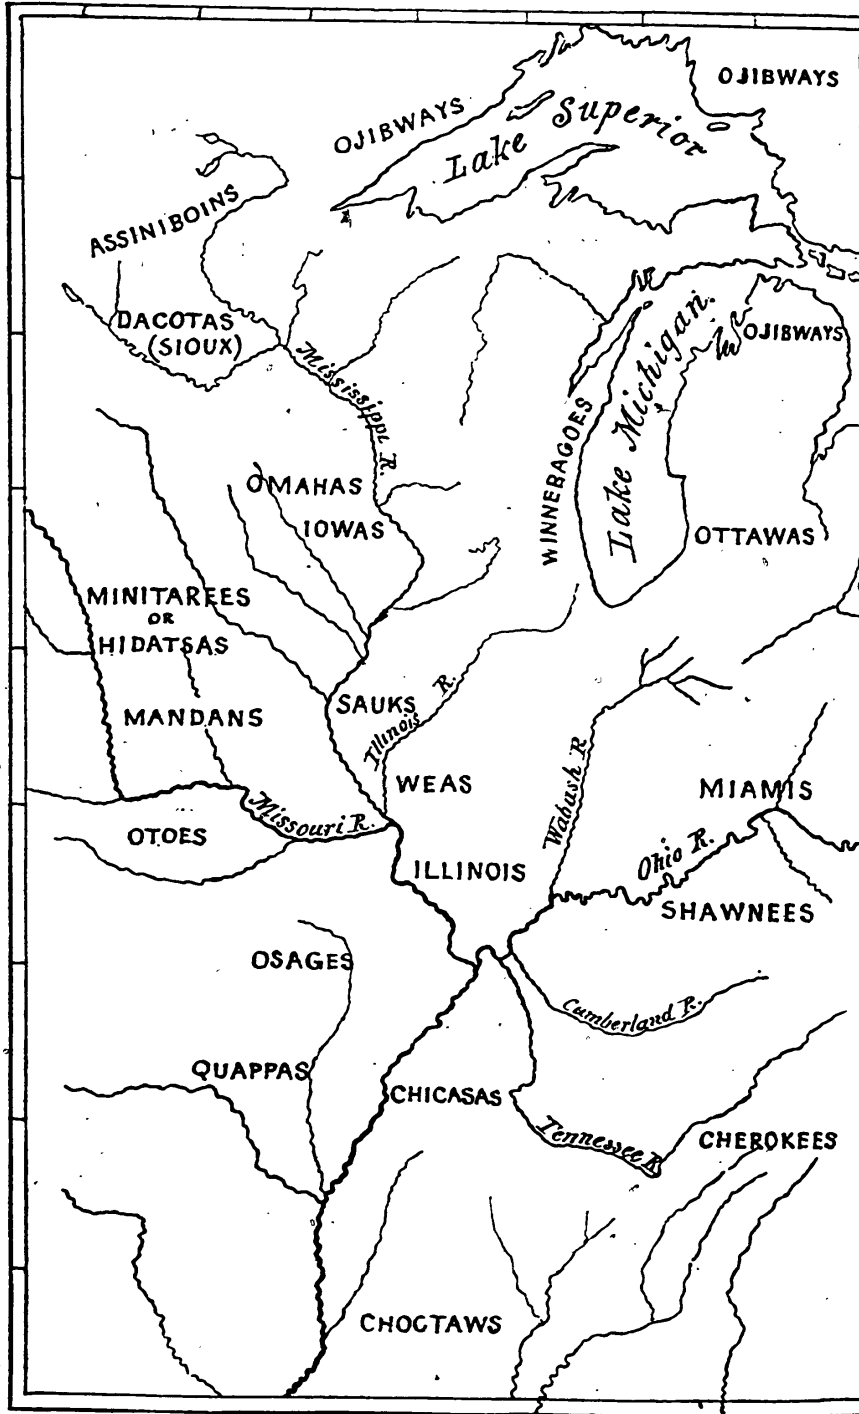 OJIBWAYS
OJIBWAYS
Lake Superior
ASSINIBOINS
DACOTAS
(SIOUX)
Mississippi R.
Lake Michigan.
OJIBWAYS
WINNEBAGOES
OMAHAS
IOWAS
OTTAWAS
MINITAREES
OR
HIDATSAS
MANDANS
SAUKS
Illinois R.
WEAS
Wabash R
MIAMIS
Missouri R.
OTOES
ILLINOIS
Ohio R.
SHAWNEES
OSAGES
Cumberland R.
QUAPPAS
CHICASAS
Tennessee R
CHEROKEES
CHOCTAWS